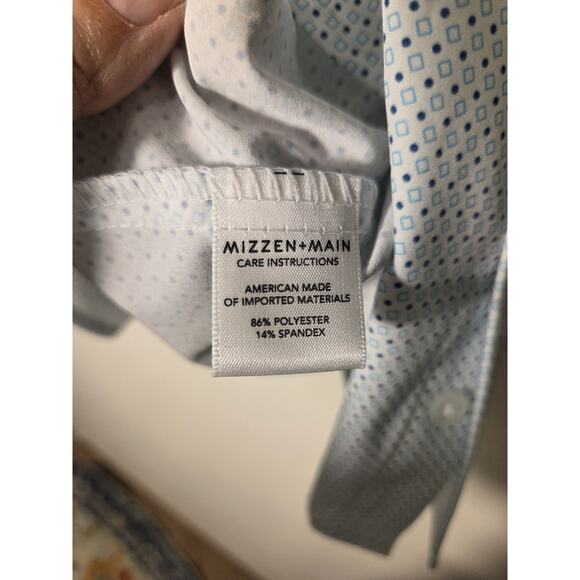 MIZZEN+MAIN
CARE INSTRUCTIONS
AMERICAN MADE
OF IMPORTED MATERIALS
86% POLYESTER
14% SPANDEX